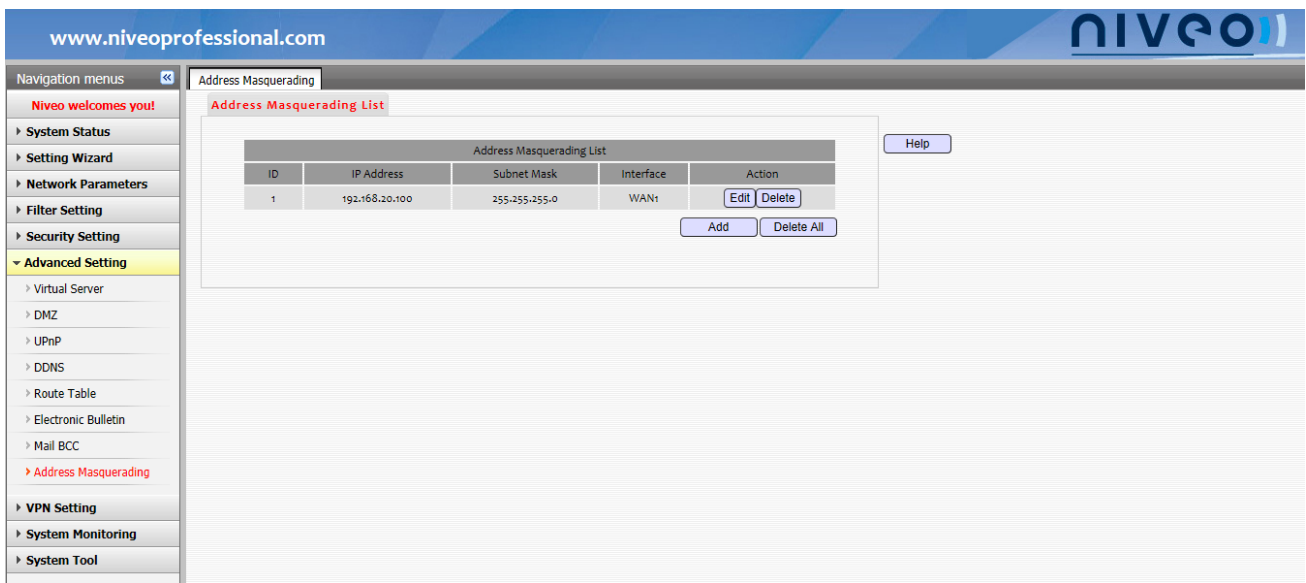 www.niveoprofessional.com
niveo
Navigation menus
Address Masquerading
Niveo welcomes you!
Address Masquerading List
System Status
Setting Wizard
Network Parameters
Filter Setting
Security Setting
Advanced Setting
Virtual Server
DMZ
UPnP
DDNS
Route Table
Electronic Bulletin
Mail BCC
Address Masquerading
VPN Setting
System Monitoring
System Tool
Address Masquerading List
ID IP Address Subnet Mask Interface Action
1 192.168.20.100 255.255.255.0 WAN1 Edit Delete
Add Delete All
Help